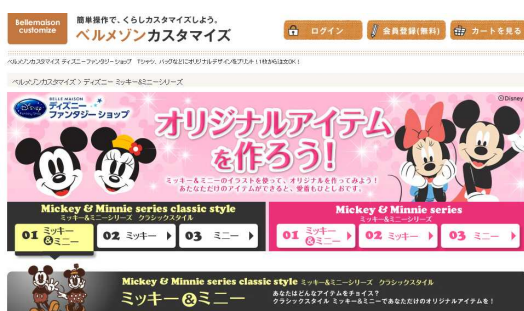 Bellemaison customize
簡単操作で、くらしカスタマイズしよう。
ベルメゾンカスタマイズ
ログイン
会員登録(無料)
カートを見る
ベルメゾンカスタマイズ ディズニーファンタジーショップ Tシャツ、バッグなどにオリジナルデザインをプリント!1枚から注文OK!
ベルメゾンカスタマイズ > ディズニー ミッキー&ミニーシリーズ
©Disney
Disney
BELLE MAISON
ディズニー
ファンタジーショップ
オリジナルアイテム
を作ろう!
ミッキー&ミニーのイラストを使って、オリジナルを作ってみよう!
あなただけのアイテムができると、愛着もひとしおです。
Mickey & Minnie series classic style
ミッキー&ミニーシリーズ クラシックスタイル
01 ミッキー&ミニー
02 ミッキー
03 ミニー
Mickey & Minnie series
ミッキー&ミニーシリーズ
01 ミッキー&ミニー
02 ミッキー
03 ミニー
Mickey & Minnie series classic style ミッキー&ミニーシリーズ クラシックスタイル
ミッキー&ミニー
あなたはどんなアイテムをチョイス?
クラシックスタイル ミッキー&ミニーであなただけのオリジナルアイテムを!